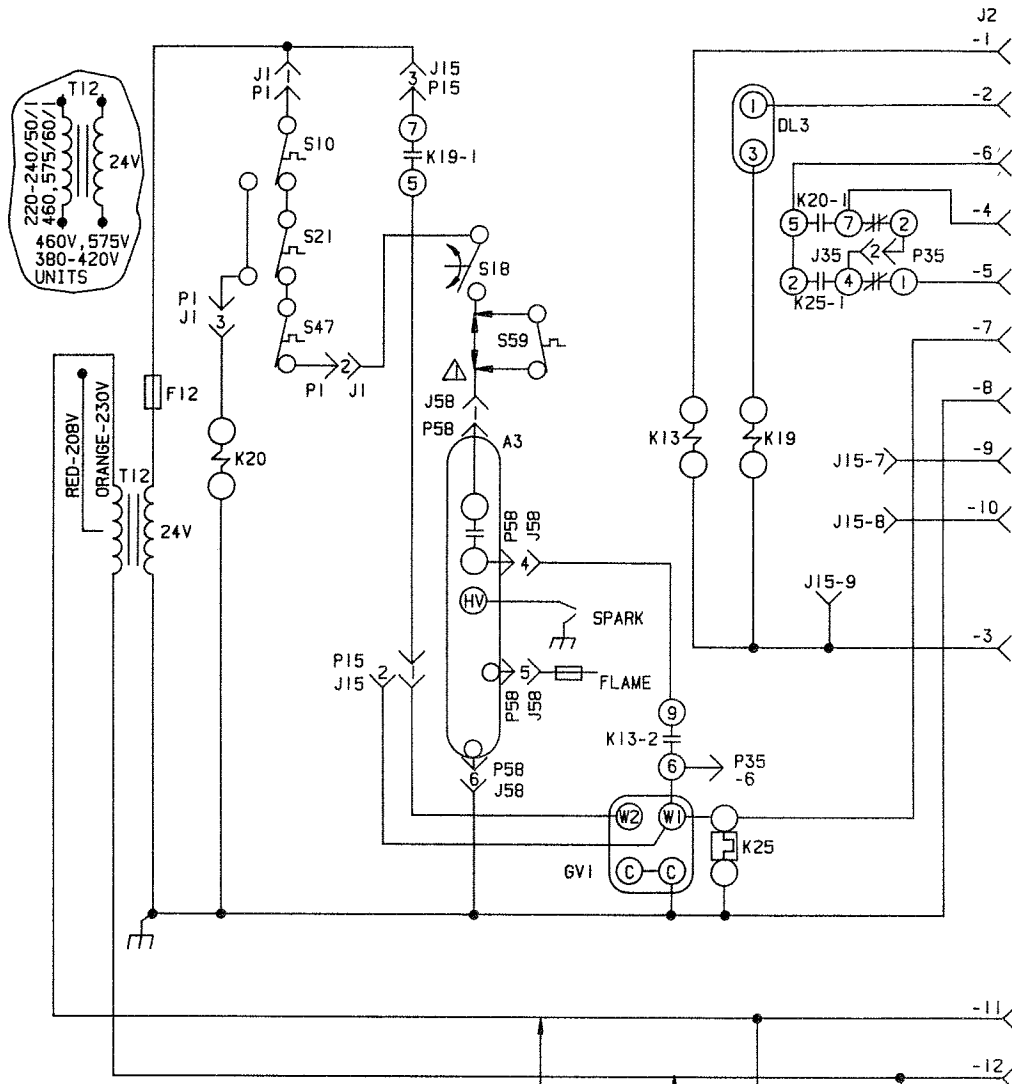 J2
-1
-2
-6
-4
-5
-7
-8
-9
-10
-3
-11
-12
T12
220-240/50/1
460,575/60/1
24V
460V,575V
380-420V
UNITS
J1
1
P1
S10
S21
S47
P1
J1
3
P1
2
J1
J15
3
P15
7
K19-1
5
S18
S59
1
J58
1
P58
A3
F12
K20
RED-208V
ORANGE-230V
T12
24V
P58
J58
4
HV
SPARK
5
P58
J58
FLAME
P15
J15
2
1
P58
6
J58
DL3
1
3
K20-1
5
7
2
J35
2
P35
2
4
1
K25-1
K13
K19
J15-7
J15-8
J15-9
9
K13-2
6
P35
-6
W2
W1
K25
GV1
C
C